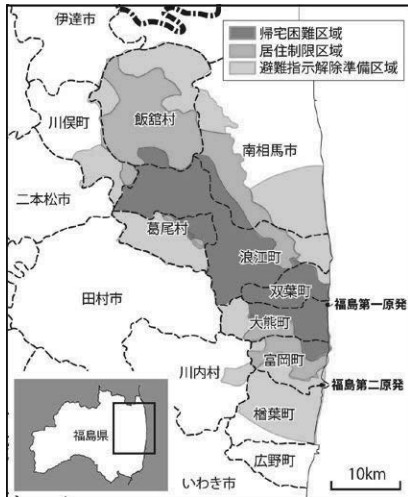 伊達市
帰宅困難区域
居住制限区域
避難指示解除準備区域
川俣町
飯舘村
南相馬市
二本松市
葛尾村
浪江町
田村市
双葉町
福島第一原発
大熊町
富岡町
川内村
福島第二原発
楢葉町
福島県
広野町
いわき市
10km